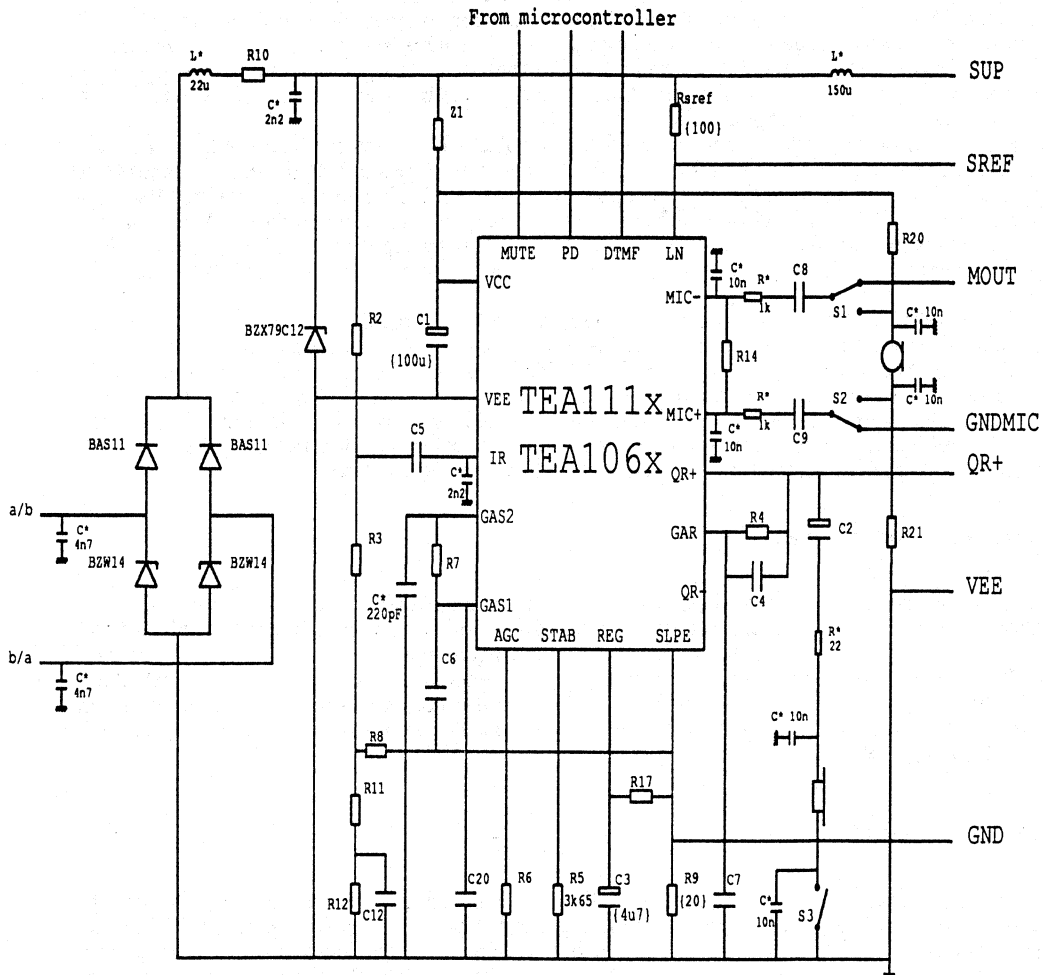 From microcontroller
L*
22u
R10
C*
2n2
Z1
Rsref
(100)
L*
150u
SUP
SREF
R20
MUTE PD DTMF LN
VCC
VEE
IR
GAS2
GAS1
AGC STAB REG SLPE
MIC-
MIC+
QR+
GAR
QR-
TEA111x
TEA106x
BZX79C12
R2
C1
(100u)
C5
C*
2n2
C*
10n
R*
1k
C8
S1
MOUT
C* 10n
R14
C* 10n
S2
R*
1k
C9
C*
10n
GNDMIC
QR+
BAS11
BAS11
a/b
C*
4n7
BZW14
BZW14
b/a
C*
4n7
R3
R7
C*
220pF
C6
R4
C4
C2
R21
VEE
R*
22
C* 10n
R8
R11
R17
GND
R12
C12
C20
R6
R5
3k65
C3
(4u7)
R9
(20)
C7
C*
10n
S3